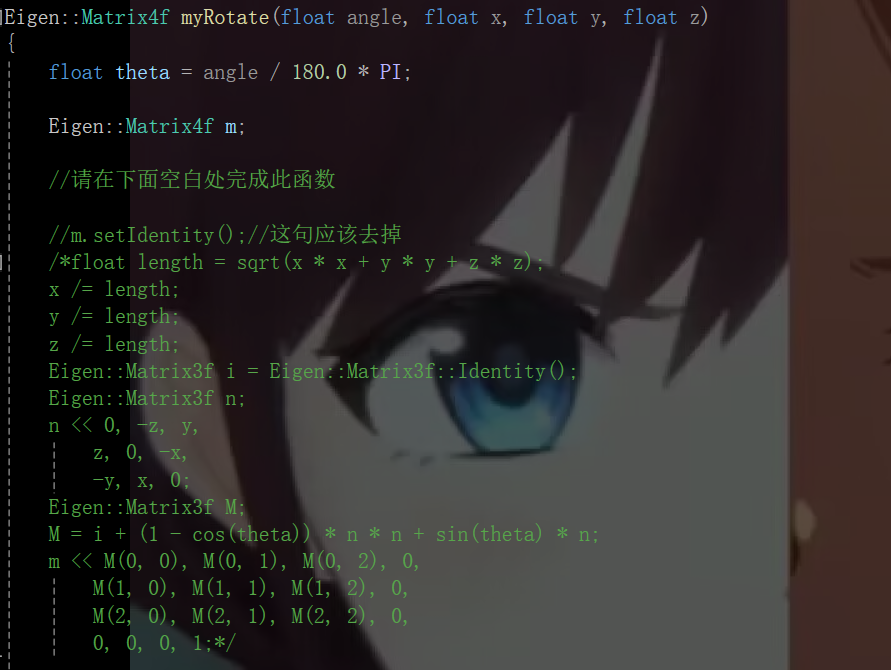 Eigen::Matrix4f myRotate(float angle, float x, float y, float z)
{
float theta = angle / 180.0 * PI;
Eigen::Matrix4f m;
//请在下面空白处完成此函数
//m.setIdentity();//这句应该去掉
/*float length = sqrt(x * x + y * y + z * z);
x /= length;
y /= length;
z /= length;
Eigen::Matrix3f i = Eigen::Matrix3f::Identity();
Eigen::Matrix3f n;
n << 0, -z, y,
z, 0, -x,
-y, x, 0;
Eigen::Matrix3f M;
M = i + (1 - cos(theta)) * n * n + sin(theta) * n;
m << M(0, 0), M(0, 1), M(0, 2), 0,
M(1, 0), M(1, 1), M(1, 2), 0,
M(2, 0), M(2, 1), M(2, 2), 0,
0, 0, 0, 1;*/